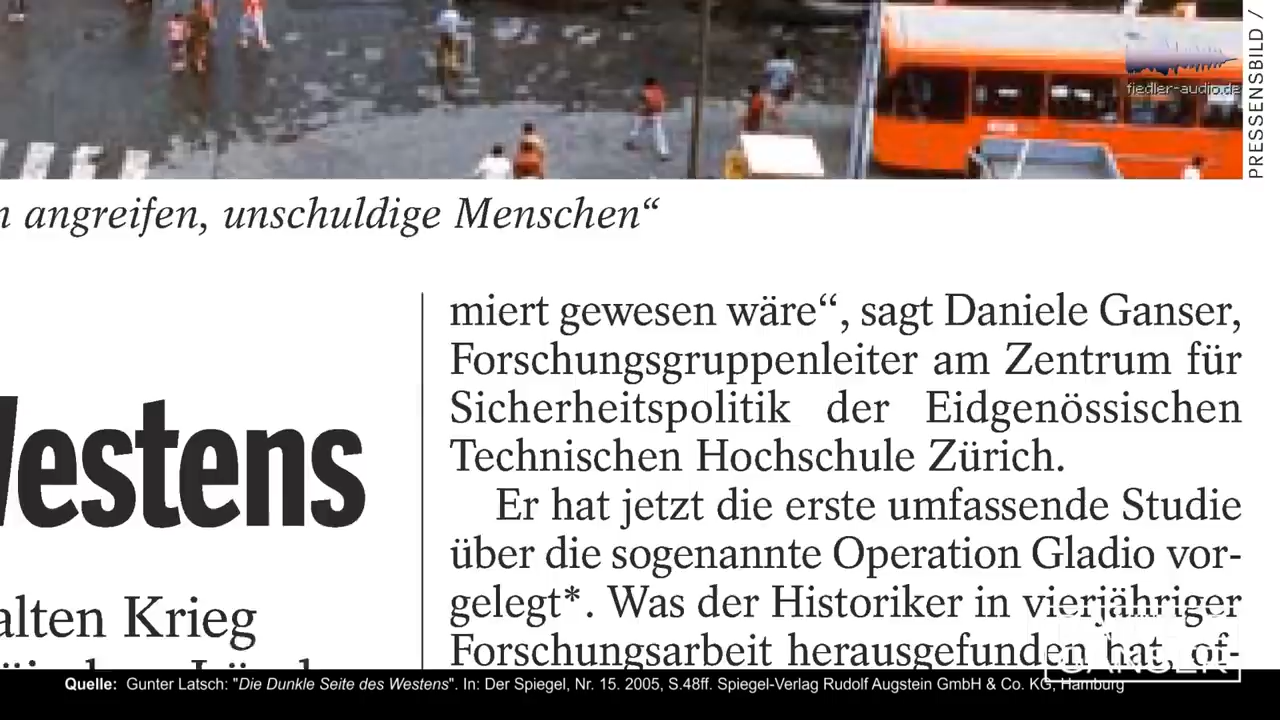 PRESSENSBILD /
fiedler-audio.de
angreifen, unschuldige Menschen“
miert gewesen wäre“, sagt Daniele Ganser,
Forschungsgruppenleiter am Zentrum für
Sicherheitspolitik der Eidgenössischen
Technischen Hochschule Zürich.
Er hat jetzt die erste umfassende Studie
über die sogenannte Operation Gladio vor-
gelegt*. Was der Historiker in vierjähriger
Forschungsarbeit herausgefunden hat, of-
Westens
alten Krieg
GANSER
Quelle: Gunter Latsch: "Die Dunkle Seite des Westens". In: Der Spiegel, Nr. 15. 2005, S.48ff. Spiegel-Verlag Rudolf Augstein GmbH & Co. KG, Hamburg